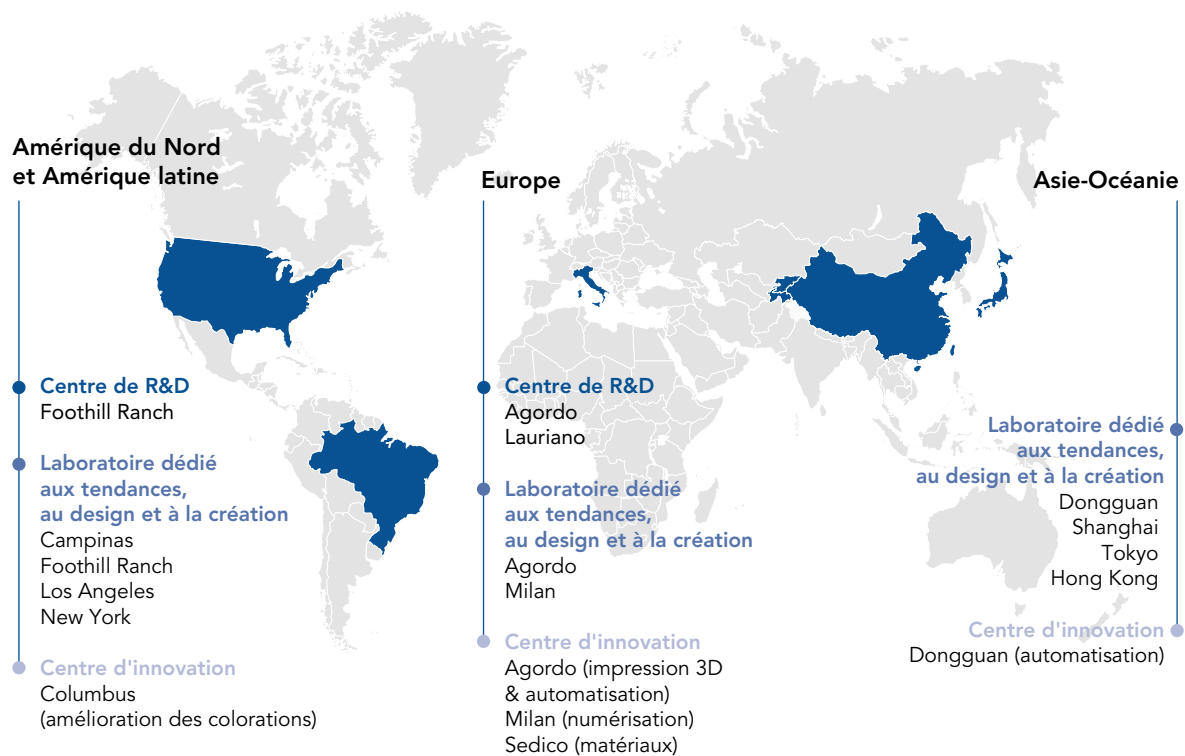 Amérique du Nord
et Amérique latine
Centre de R&D
Foothill Ranch
Laboratoire dédié
aux tendances,
au design et à la création
Campinas
Foothill Ranch
Los Angeles
New York
Centre d'innovation
Columbus
(amélioration des colorations)
Europe
Centre de R&D
Agordo
Lauriano
Laboratoire dédié
aux tendances,
au design et à la création
Agordo
Milan
Centre d'innovation
Agordo (impression 3D
& automatisation)
Milan (numérisation)
Sedico (matériaux)
Asie-Océanie
Laboratoire dédié
aux tendances,
au design et à la création
Dongguan
Shanghai
Tokyo
Hong Kong
Centre d'innovation
Dongguan (automatisation)